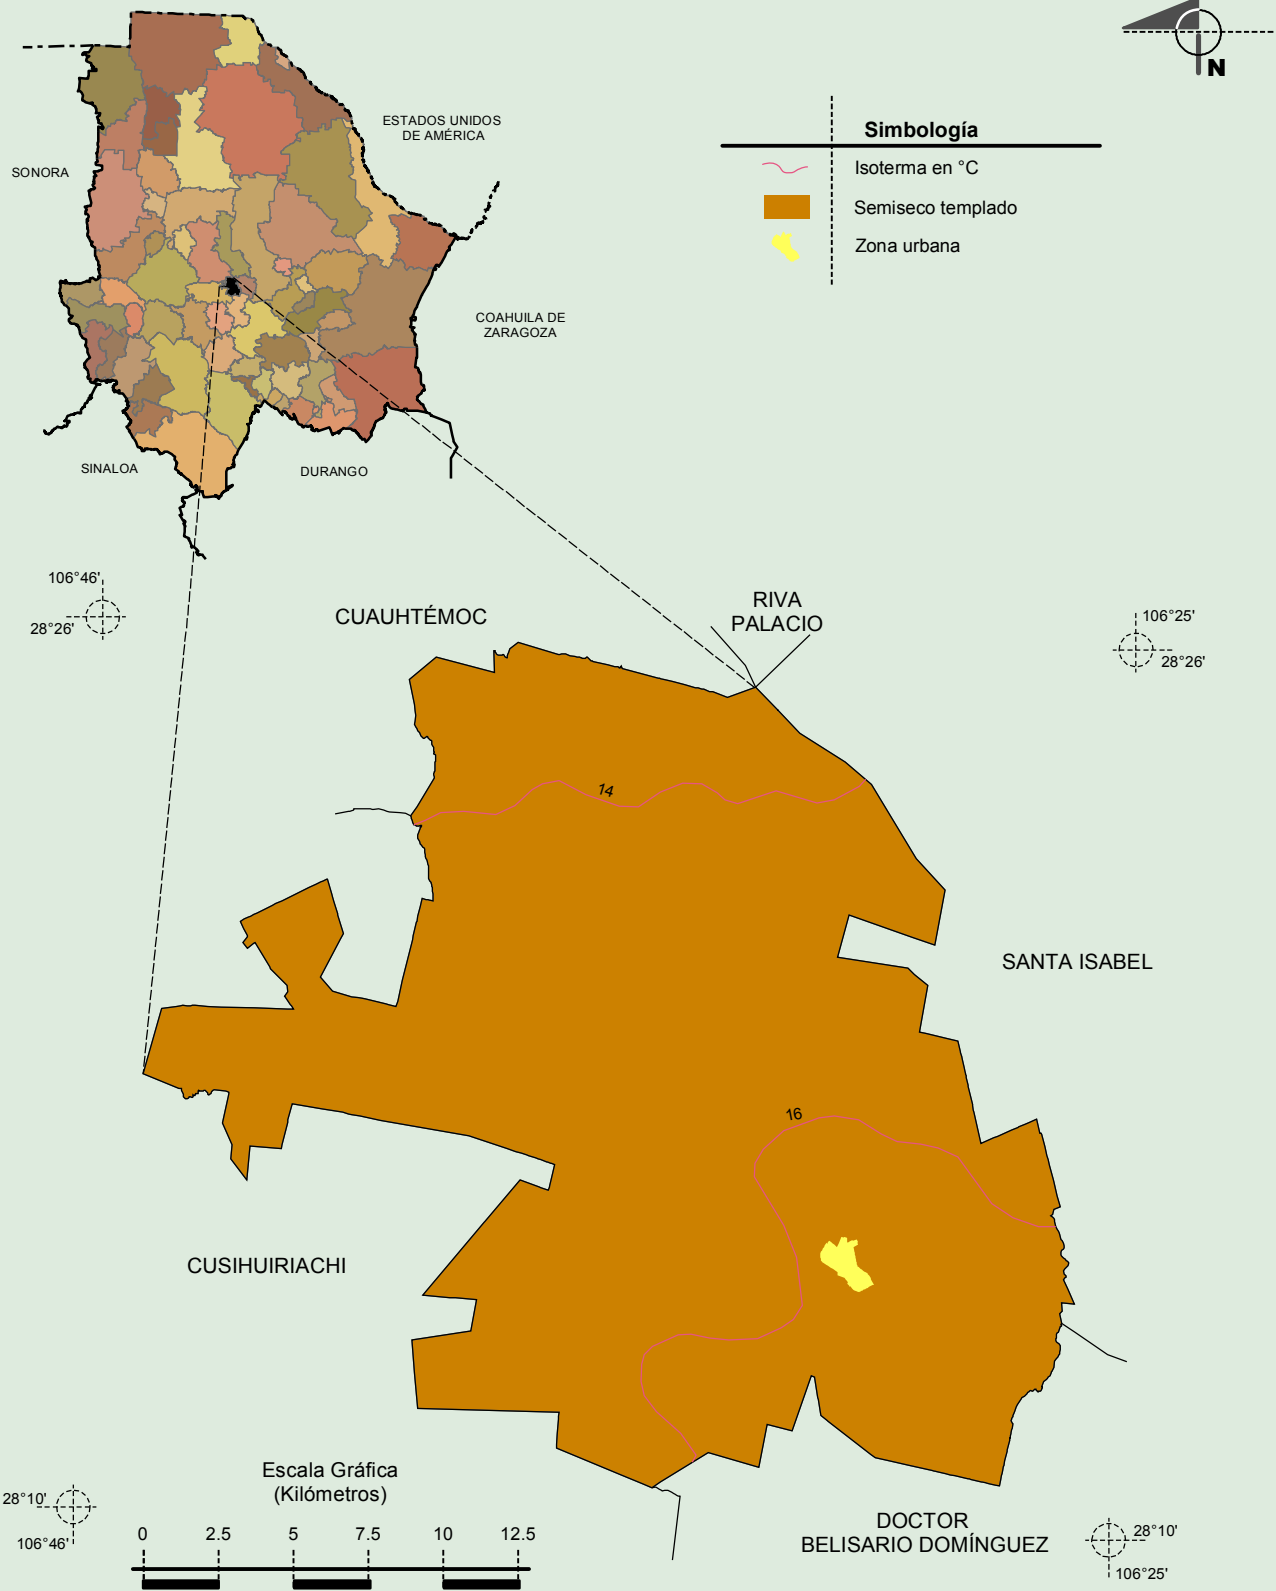 N
ESTADOS UNIDOS
DE AMÉRICA
SONORA
COAHUILA DE
ZARAGOZA
SINALOA
DURANGO
Simbología
Isoterma en °C
Semiseco templado
Zona urbana
106°46'
28°26'
CUAUHTÉMOC
RIVA
PALACIO
106°25'
28°26'
14
SANTA ISABEL
16
CUSIHUIRIACHI
Escala Gráfica
(Kilómetros)
0 2.5 5 7.5 10 12.5
28°10'
106°46'
DOCTOR
BELISARIO DOMÍNGUEZ
28°10'
106°25'